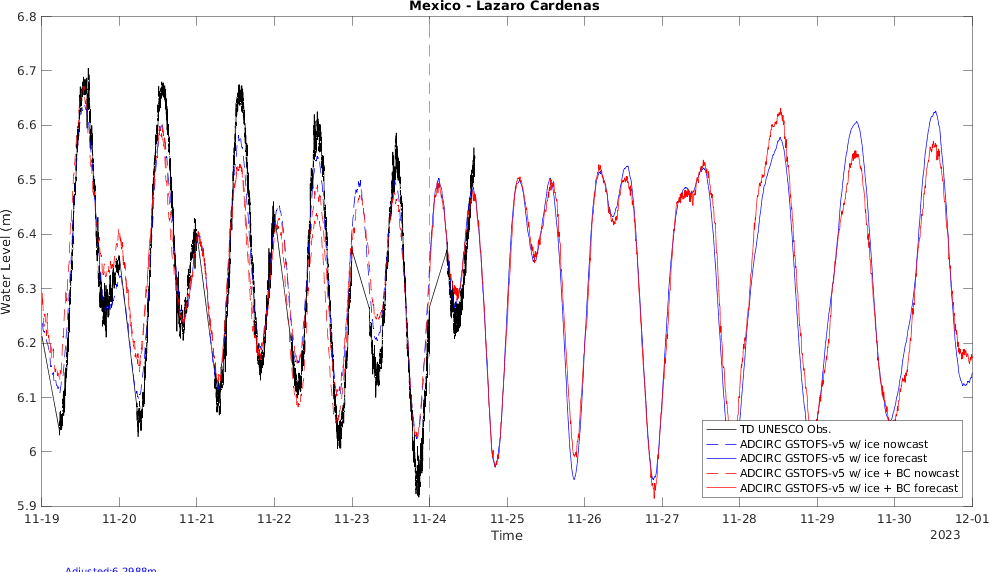 Mexico - Lazaro Cardenas
6.8
6.7
6.6
6.5
6.4
6.3
6.2
6.1
6
5.9
Water Level (m)
TD UNESCO Obs.
ADCIRC GSTOFS-v5 w/ ice nowcast
ADCIRC GSTOFS-v5 w/ ice forecast
ADCIRC GSTOFS-v5 w/ ice + BC nowcast
ADCIRC GSTOFS-v5 w/ ice + BC forecast
11-19 11-20 11-21 11-22 11-23 11-24 11-25 11-26 11-27 11-28 11-29 11-30 12-01
Time
2023
Adjusted:6.2988m